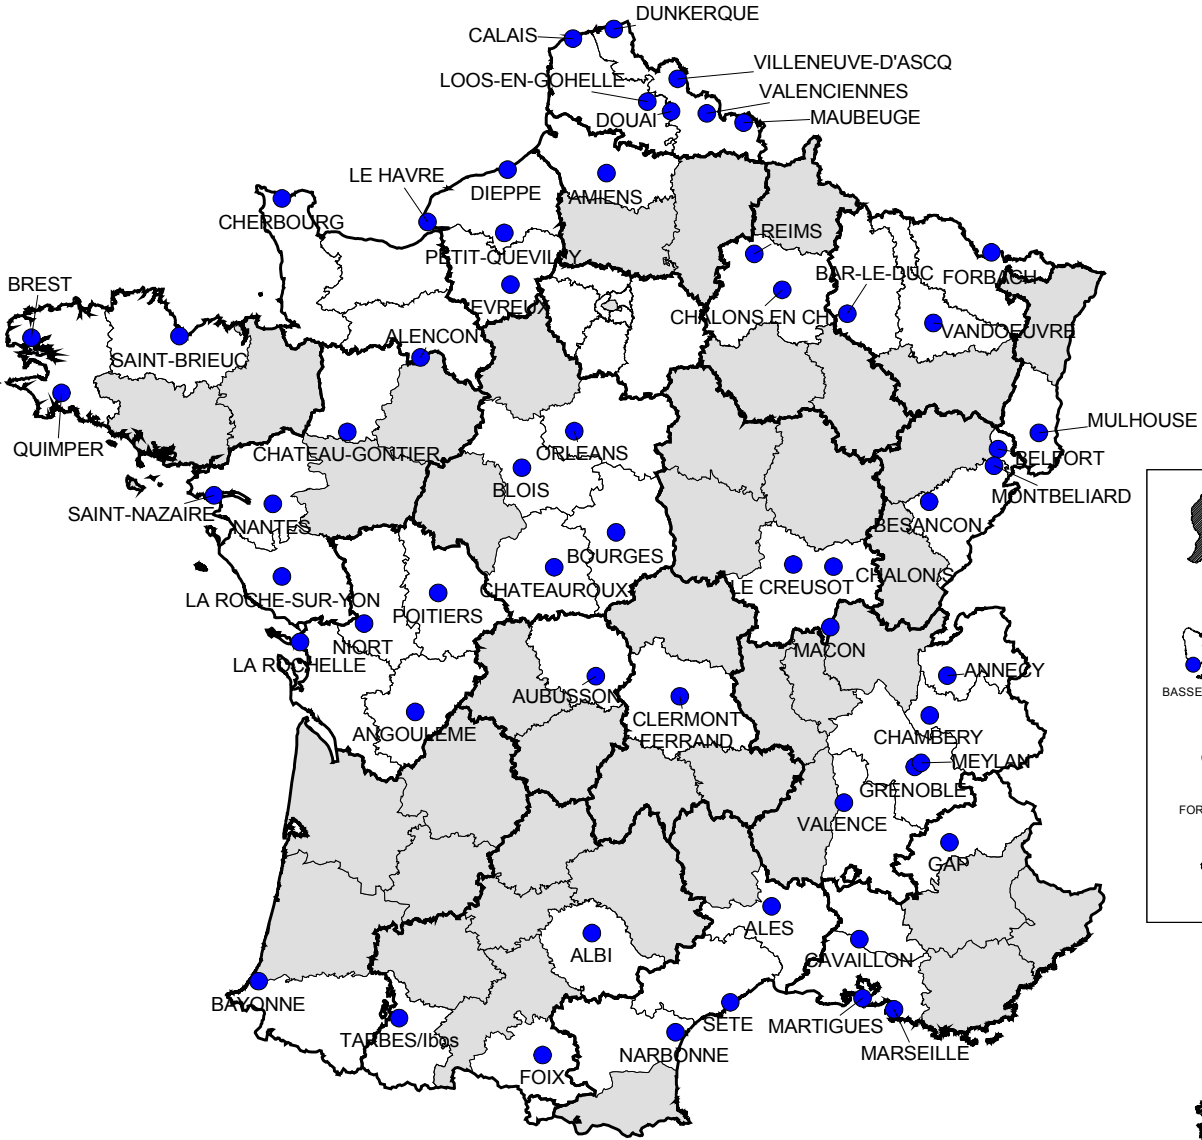 DUNKERQUE
CALAIS
VILLENEUVE-D'ASCQ
LOOS-EN-GOHELLE
VALENCIENNES
DOUAI
MAUBEUGE
LE HAVRE
DIEPPE
AMIENS
CHERBOURG
REIMS
PETIT-QUEVILLY
BAR-LE-DUC
FORBACH
BREST
EVREUX
CHALONS EN CH
VANDOEUVRE
ALENCON
SAINT-BRIEUC
MULHOUSE
QUIMPER
CHATEAU-GONTIER
ORLEANS
BELFORT
BLOIS
MONTBELIARD
SAINT-NAZAIRE
NANTES
BESANCON
BOURGES
CHALON/S
LA ROCHE-SUR-YON
CHATEAUROUX
LE CREUSOT
POITIERS
NIORT
MACON
LA ROCHELLE
ANNECY
BASSE
AUBUSSON
CLERMONT
FERRAND
ANGOULEME
CHAMBERY
MEYLAN
GRENOBLE
FOR
VALENCE
GAP
ALES
ALBI
CAVAILLON
BAYONNE
SETE
MARTIGUES
TARBES/Ibos
NARBONNE
MARSEILLE
FOIX